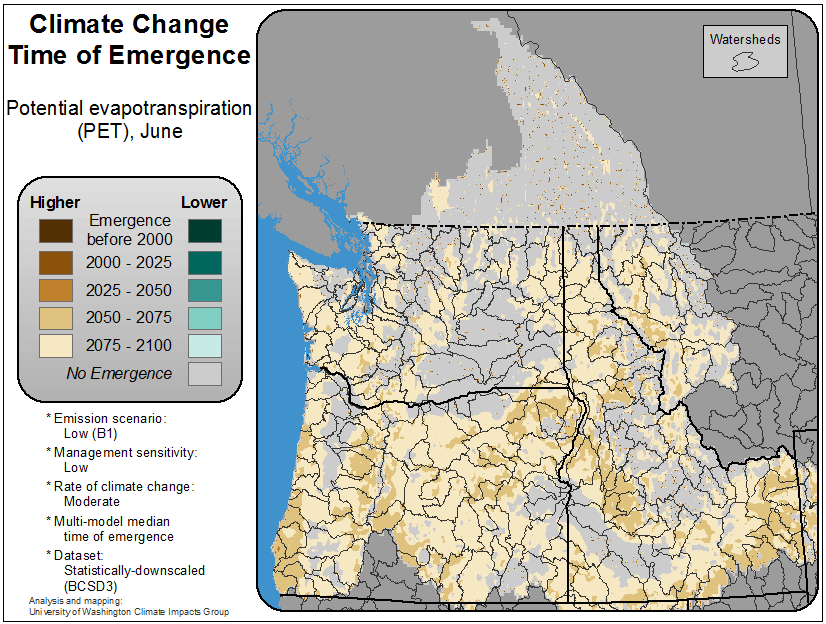 Climate Change
Time of Emergence
Potential evapotranspiration
(PET), June
Higher
Lower
Emergence
before 2000
2000 - 2025
2025 - 2050
2050 - 2075
2075 - 2100
No Emergence
* Emission scenario:
Low (B1)
* Management sensitivity:
Low
* Rate of climate change:
Moderate
* Multi-model median
time of emergence
* Dataset:
Statistically-downscaled
(BCSD3)
Analysis and mapping:
University of Washington Climate Impacts Group
Watersheds